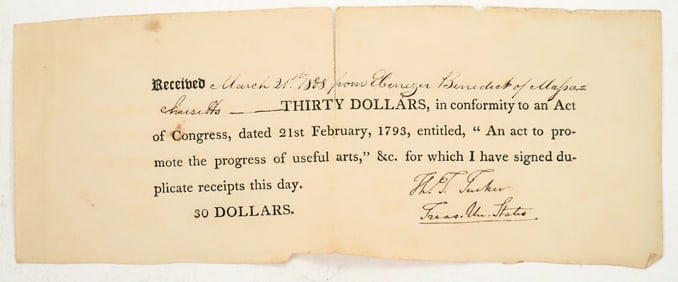 Received March 21st. 1808 from Ebenezer Benedict of Massa=
chusetts — THIRTY DOLLARS, in conformity to an Act
of Congress, dated 21st February, 1793, entitled, “ An act to pro-
mote the progress of useful arts,” &c. for which I have signed du-
plicate receipts this day.
Th. T. Tucker
30 DOLLARS.
Treas. Un. States.